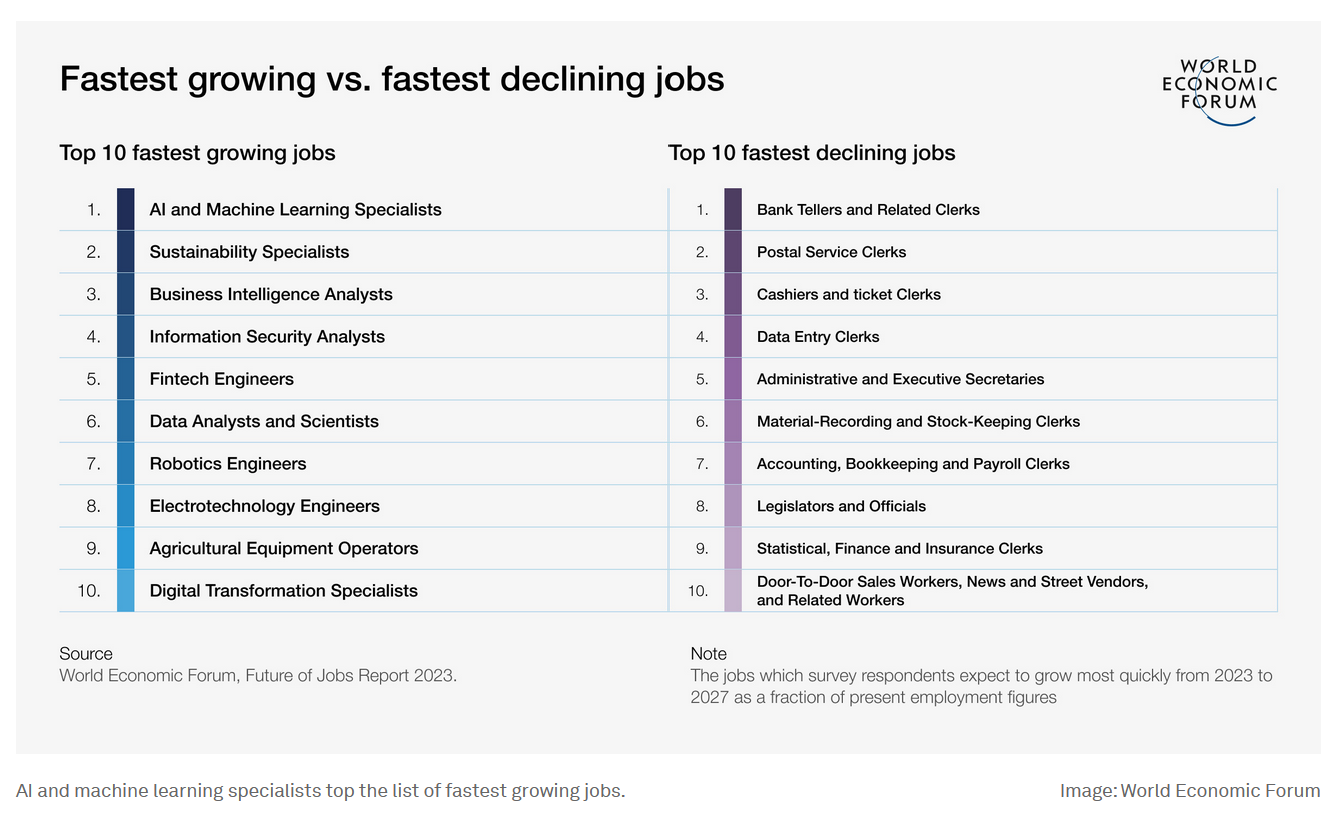 Fastest growing vs. fastest declining jobs
WORLD
ECONOMIC
FORUM
Top 10 fastest growing jobs
1. AI and Machine Learning Specialists
2. Sustainability Specialists
3. Business Intelligence Analysts
4. Information Security Analysts
5. Fintech Engineers
6. Data Analysts and Scientists
7. Robotics Engineers
8. Electrotechnology Engineers
9. Agricultural Equipment Operators
10. Digital Transformation Specialists
Top 10 fastest declining jobs
1. Bank Tellers and Related Clerks
2. Postal Service Clerks
3. Cashiers and ticket Clerks
4. Data Entry Clerks
5. Administrative and Executive Secretaries
6. Material-Recording and Stock-Keeping Clerks
7. Accounting, Bookkeeping and Payroll Clerks
8. Legislators and Officials
9. Statistical, Finance and Insurance Clerks
10. Door-To-Door Sales Workers, News and Street Vendors,
and Related Workers
Source
World Economic Forum, Future of Jobs Report 2023.
Note
The jobs which survey respondents expect to grow most quickly from 2023 to
2027 as a fraction of present employment figures
AI and machine learning specialists top the list of fastest growing jobs.
Image: World Economic Forum